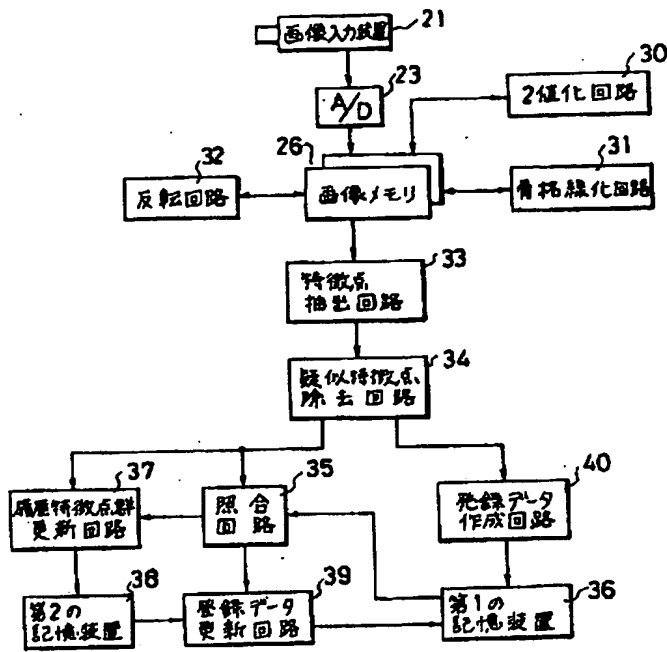 画像入力装置
21
A/D
23
2値化回路
30
26
画像メモリ
反転回路
32
骨格線化回路
31
特徴点
抽出回路
33
疑似特徴点
除去回路
34
履歴特徴点群
更新回路
37
照合
回路
35
登録データ
作成回路
40
第2の
記憶装置
38
登録データ
更新回路
39
第1の
記憶装置
36